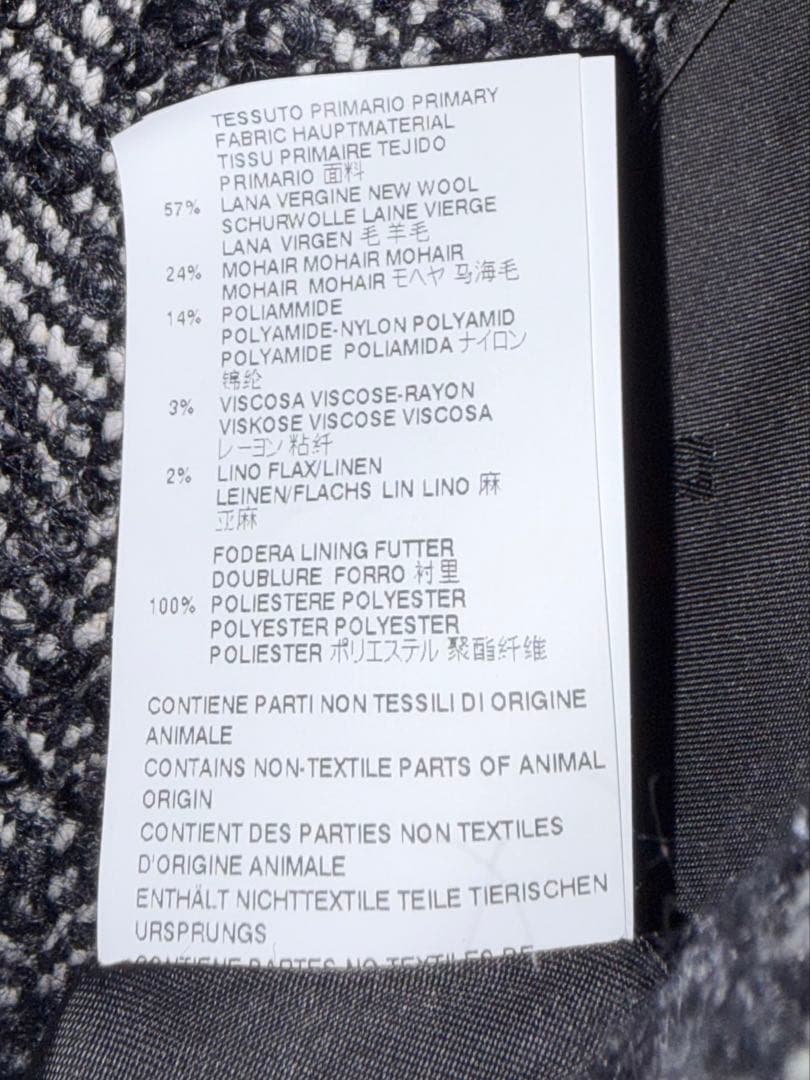 TESSUTO PRIMARIO PRIMARY
FABRIC HAUPTMATERIAL
TISSU PRIMAIRE TEJIDO
PRIMARIO 面料
57% LANA VERGINE NEW WOOL
SCHURWOLLE LAINE VIERGE
LANA VIRGEN 毛 羊毛
24% MOHAIR MOHAIR MOHAIR
MOHAIR MOHAIR モヘヤ 马海毛
14% POLIAMMIDE
POLYAMIDE-NYLON POLYAMID
POLYAMIDE POLIAMIDA ナイロン
锦纶
3% VISCOSA VISCOSE-RAYON
VISKOSE VISCOSE VISCOSA
レーヨン 粘纤
2% LINO FLAX/LINEN
LEINEN/FLACHS LIN LINO 麻
亚麻
FODERA LINING FUTTER
DOUBLURE FORRO 衬里
100% POLIESTERE POLYESTER
POLYESTER POLYESTER
POLIESTER ポリエステル 聚酯纤维
CONTIENE PARTI NON TESSILI DI ORIGINE
ANIMALE
CONTAINS NON-TEXTILE PARTS OF ANIMAL
ORIGIN
CONTIENT DES PARTIES NON TEXTILES
D'ORIGINE ANIMALE
ENTHÄLT NICHTTEXTILE TEILE TIERISCHEN
URSPRUNGS
CONTIENE PARTES NO TEXTILES DE